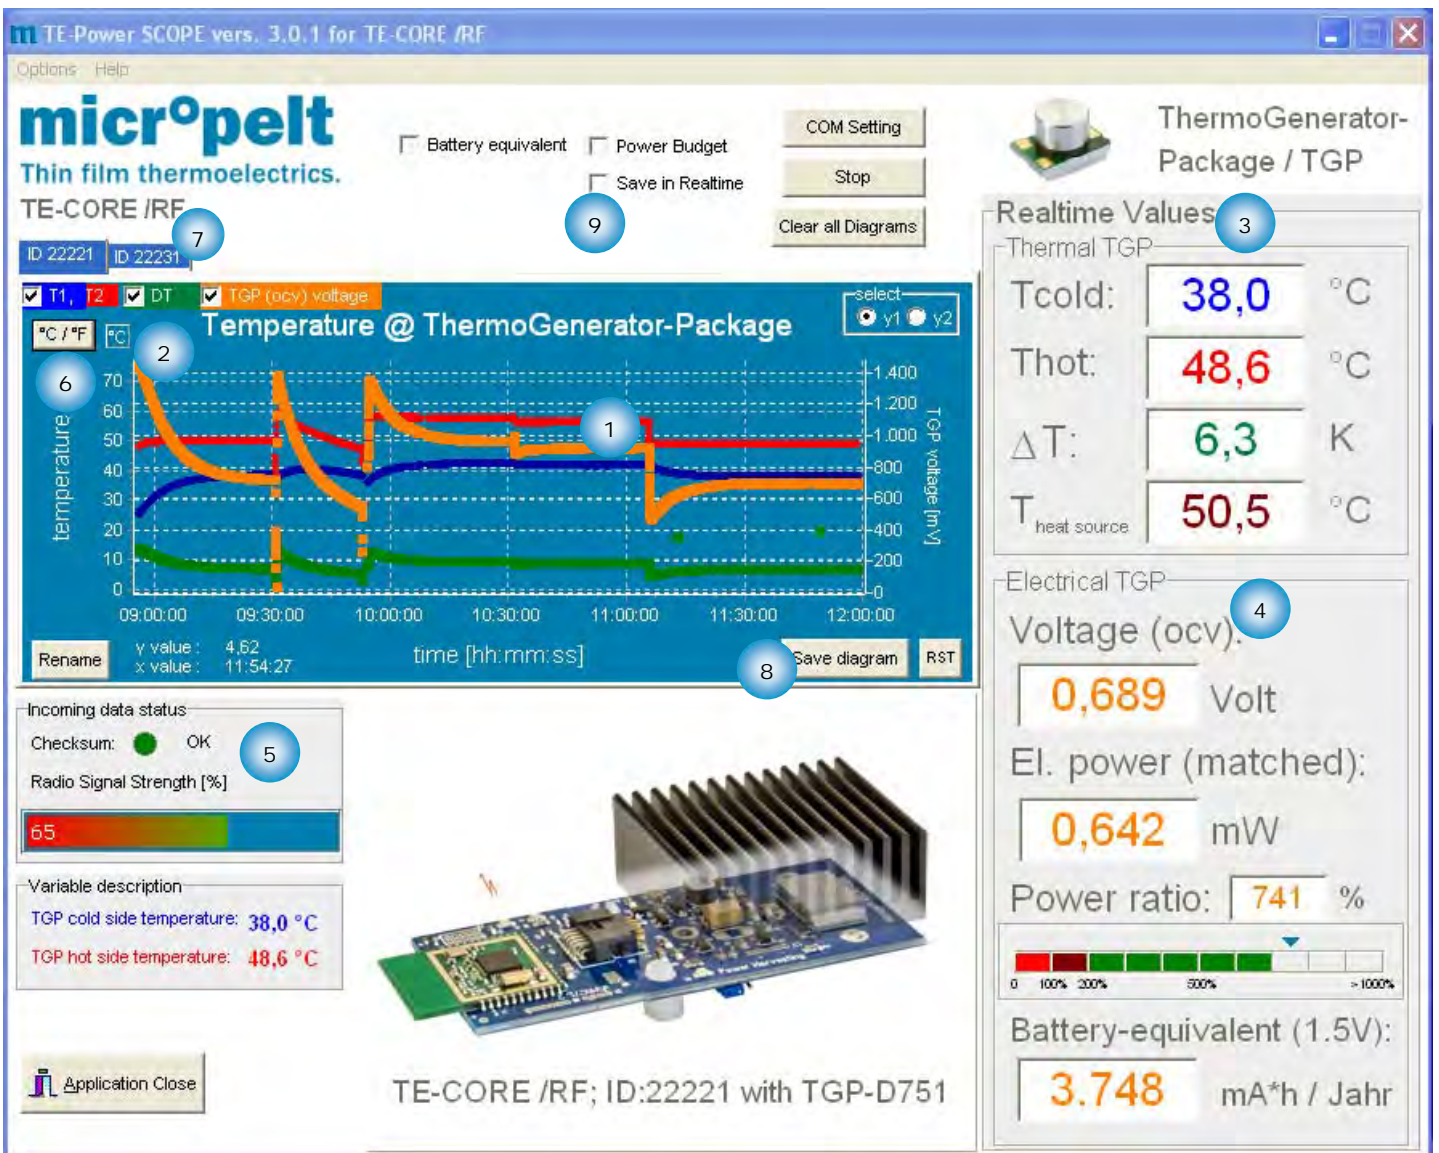 m TE-Power SCOPE vers. 3.0.1 for TE-CORE /RF
Options Help
micropelt
Thin film thermoelectrics.
TE-CORE /RF
Battery equivalent
Power Budget
Save in Realtime
COM Setting
Stop
Clear all Diagrams
ThermoGenerator-
Package / TGP
7
9
ID 22221 ID 22231
T1, T2 DT TGP (ocv) voltage
select
y1 y2
°C / °F °C
2
Temperature @ ThermoGenerator-Package
6
1
temperature
70
60
50
40
30
20
10
0
1.400
1.200
1.000
800
600
400
200
0
TGP voltage [mV]
09:00:00 09:30:00 10:00:00 10:30:00 11:00:00 11:30:00 12:00:00
time [hh:mm:ss]
Rename
y value : 4,62
x value : 11:54:27
8
Save diagram
RST
Realtime Values
3
Thermal TGP
Tcold: 38,0 °C
Thot: 48,6 °C
ΔT: 6,3 K
T heat source 50,5 °C
Electrical TGP
4
Voltage (ocv):
0,689 Volt
El. power (matched):
0,642 mW
Power ratio: 741 %
0 100% 200% 500% >1000%
Battery-equivalent (1.5V):
3.748 mA*h / Jahr
Incoming data status
Checksum: OK
5
Radio Signal Strength [%]
65
Variable description
TGP cold side temperature: 38,0 °C
TGP hot side temperature: 48,6 °C
Application Close
Power Harvesting
TE-CORE /RF; ID:22221 with TGP-D751